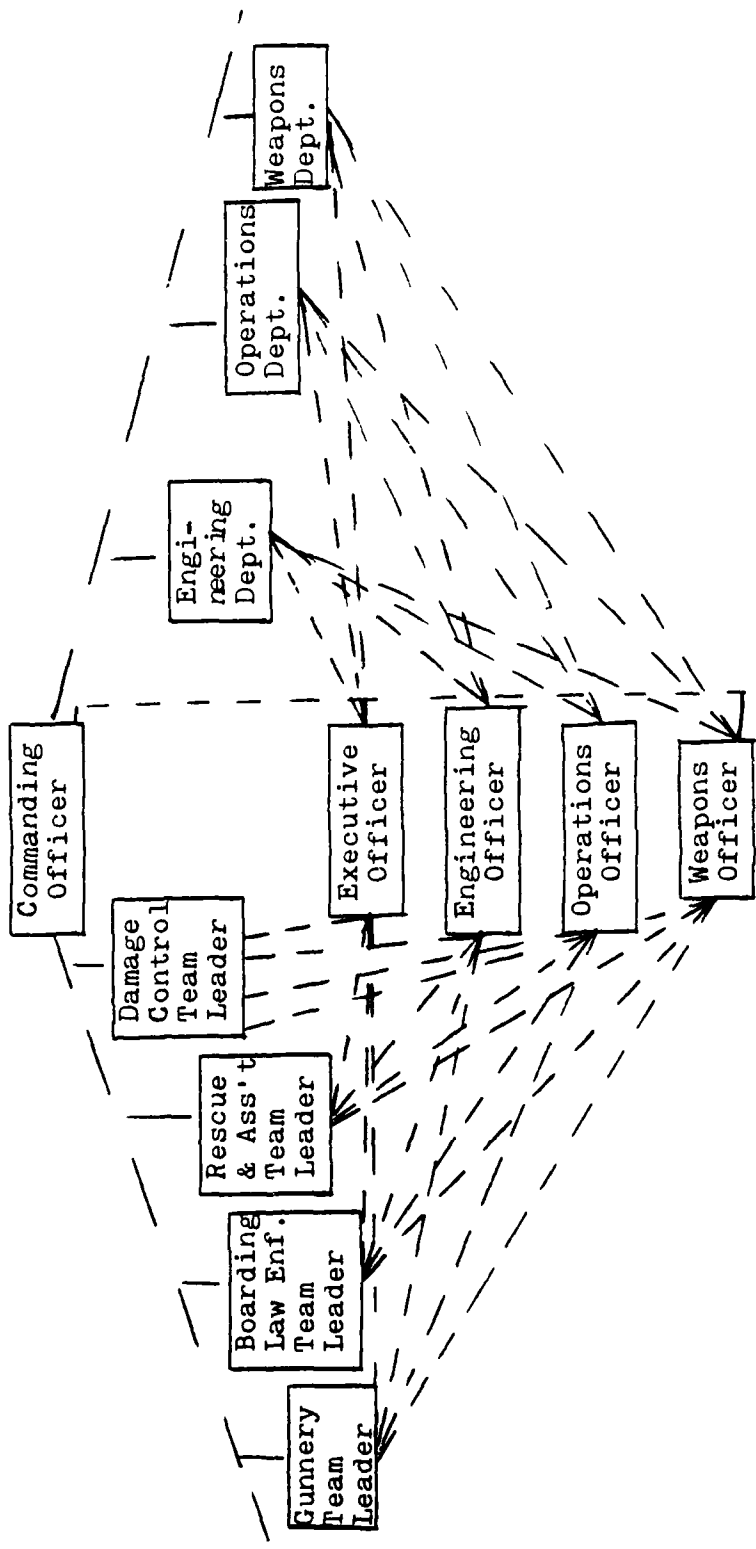 Commanding
Officer
Damage
Control
Team
Leader
Engi-
neering
Dept.
Rescue
& Ass't
Team
Leader
Operations
Dept.
Boarding
Law Enf.
Team
Leader
Weapons
Dept.
Gunnery
Team
Leader
Executive
Officer
Engineering
Officer
Operations
Officer
Weapons
Officer